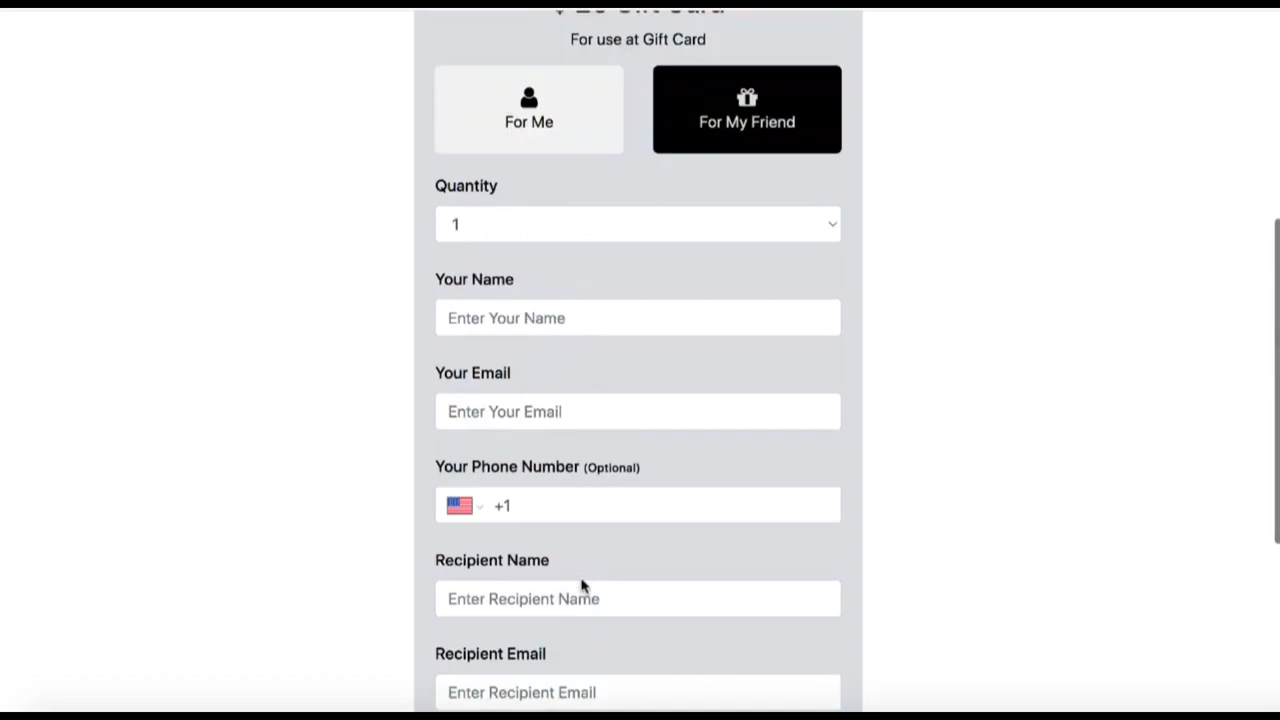 For use at Gift Card
For Me
For My Friend
Quantity
1
Your Name
Enter Your Name
Your Email
Enter Your Email
Your Phone Number (Optional)
+1
Recipient Name
Enter Recipient Name
Recipient Email
Enter Recipient Email